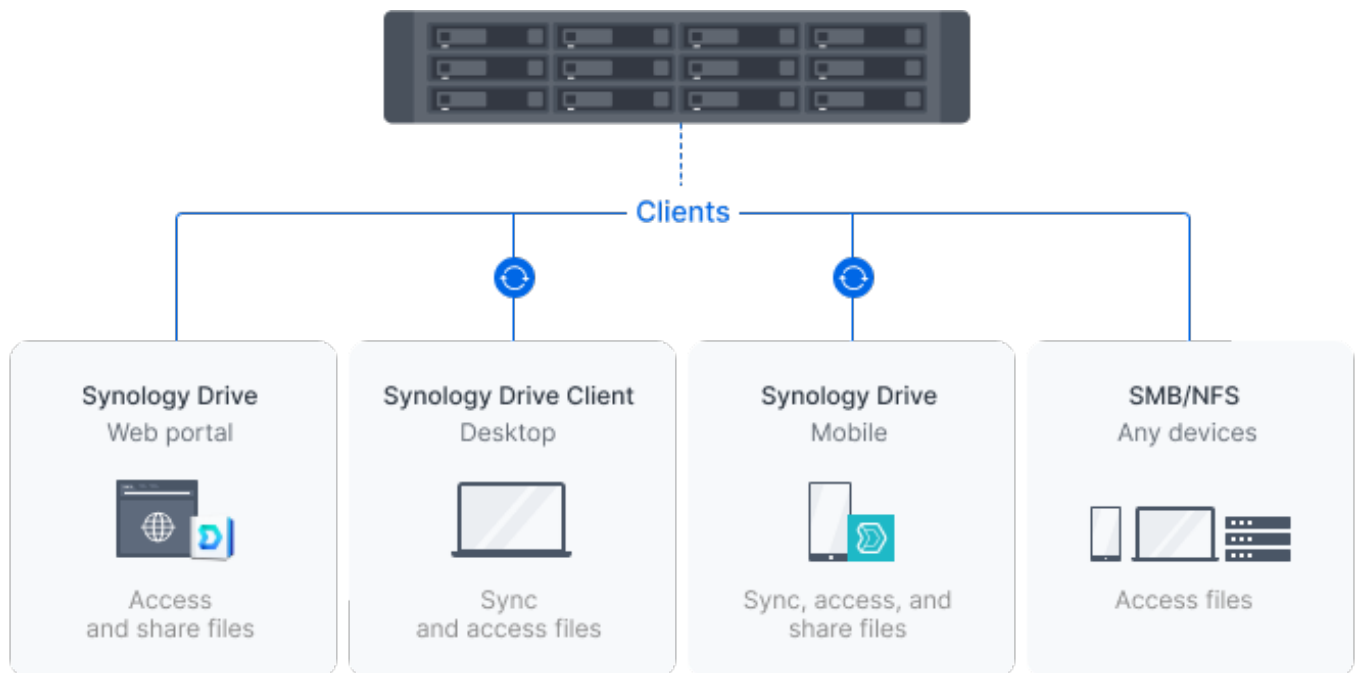 Clients
Synology Drive
Web portal
Access
and share files
Synology Drive Client
Desktop
Sync
and access files
Synology Drive
Mobile
Sync, access, and
share files
SMB/NFS
Any devices
Access files